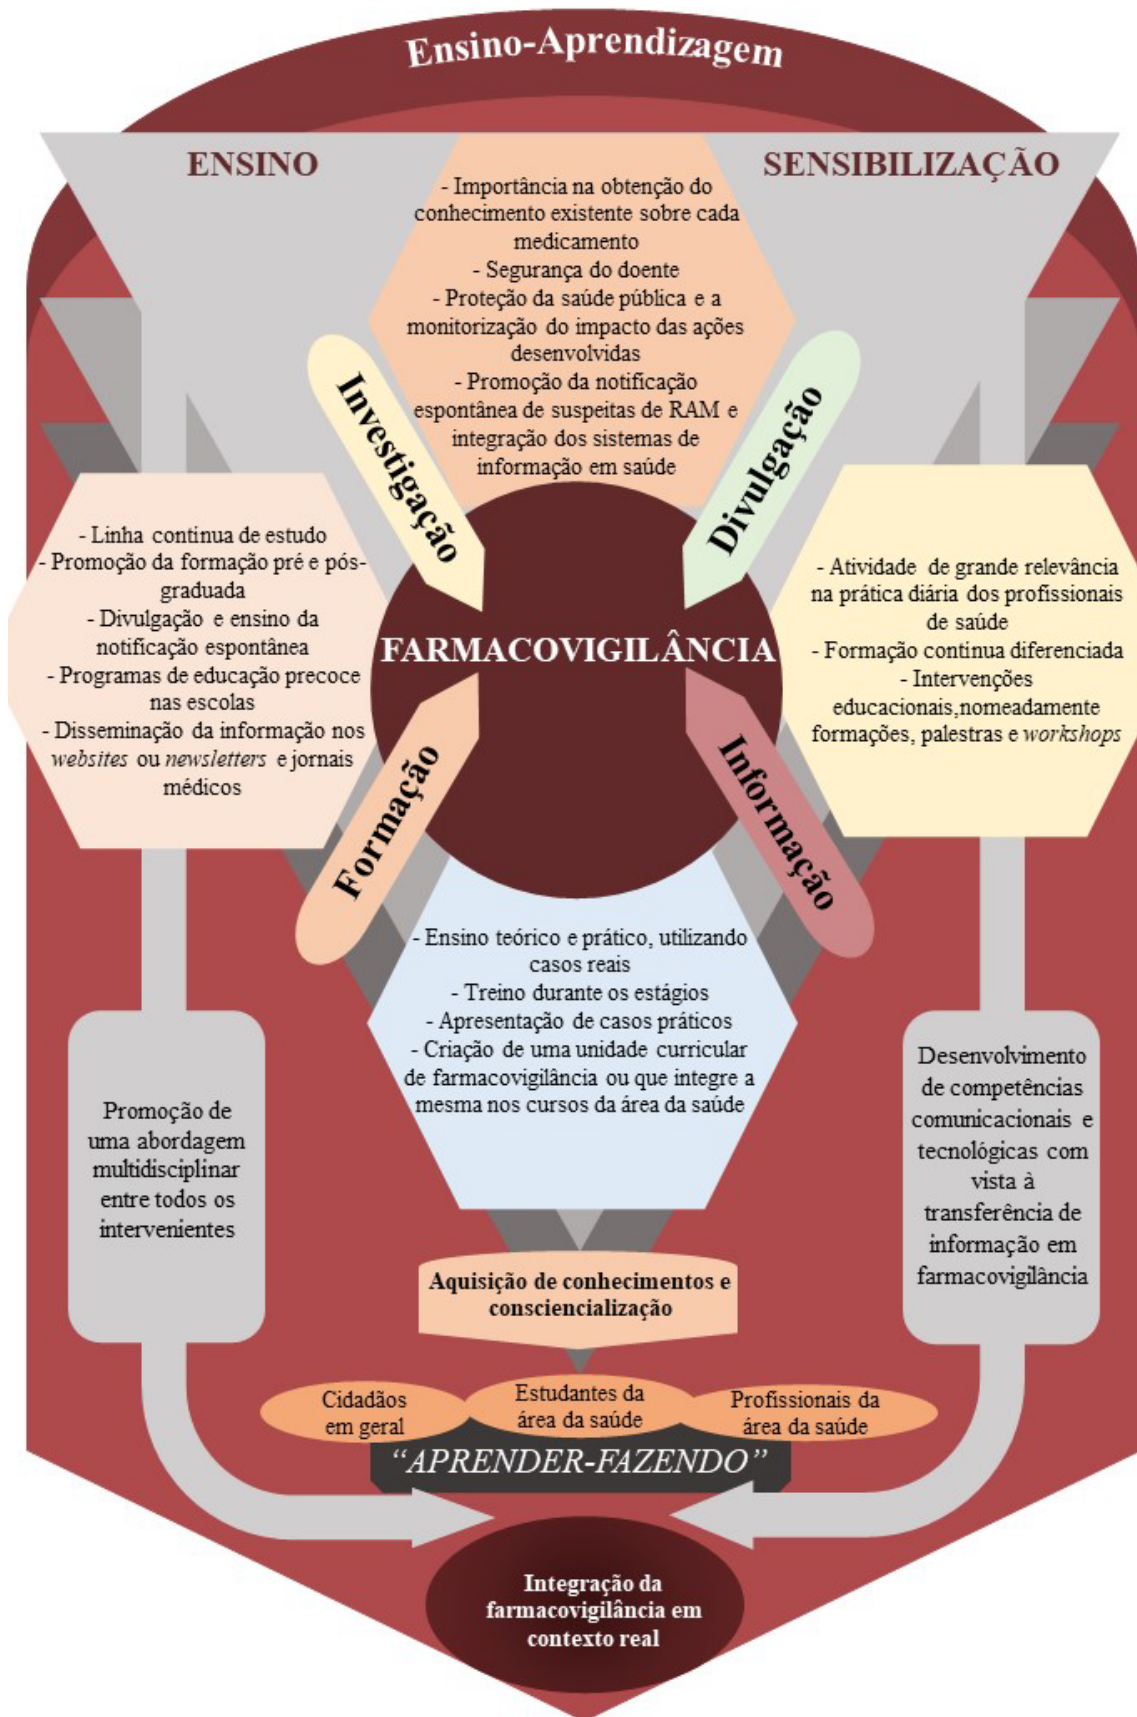 Ensino-Aprendizagem
ENSINO
SENSIBILIZAÇÃO
- Importância na obtenção do
conhecimento existente sobre cada
medicamento
- Segurança do doente
- Proteção da saúde pública e a
monitorização do impacto das ações
desenvolvidas
- Promoção da notificação
espontânea de suspeitas de RAM e
integração dos sistemas de
informação em saúde
Investigação
Divulgação
- Linha continua de estudo
- Promoção da formação pré e pós-
graduada
- Divulgação e ensino da
notificação espontânea
- Programas de educação precoce
nas escolas
- Disseminação da informação nos
websites ou newsletters e jornais
médicos
FARMACOVIGILÂNCIA
- Atividade de grande relevância
na prática diária dos profissionais
de saúde
- Formação continua diferenciada
- Intervenções
educacionais,nomeadamente
formações, palestras e workshops
Formação
Informação
- Ensino teórico e prático, utilizando
casos reais
- Treino durante os estágios
- Apresentação de casos práticos
- Criação de uma unidade curricular
de farmacovigilância ou que integre a
mesma nos cursos da área da saúde
Promoção de
uma abordagem
multidisciplinar
entre todos os
intervenientes
Desenvolvimento
de competências
comunicacionais e
tecnológicas com
vista à
transferência de
informação em
farmacovigilância
Aquisição de conhecimentos e
consciencialização
Cidadãos
em geral
Estudantes da
área da saúde
Profissionais da
área da saúde
“APRENDER-FAZENDO”
Integração da
farmacovigilância em
contexto real